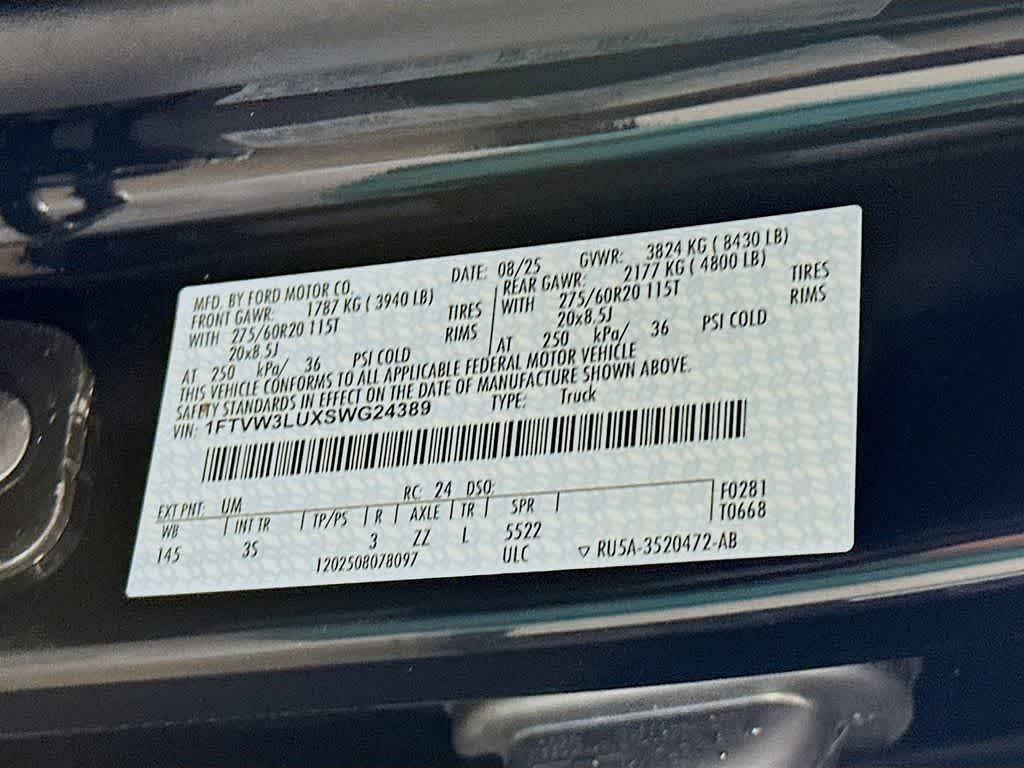 MFD. BY FORD MOTOR CO. DATE: 08/25 GVWR: 3824 KG ( 8430 LB)
FRONT GAWR: 1787 KG ( 3940 LB) REAR GAWR: 2177 KG ( 4800 LB)
WITH 275/60R20 115T TIRES WITH 275/60R20 115T TIRES
20x8.5J RIMS 20x8.5J RIMS
AT 250 kPa/ 36 PSI COLD AT 250 kPa/ 36 PSI COLD
THIS VEHICLE CONFORMS TO ALL APPLICABLE FEDERAL MOTOR VEHICLE
SAFETY STANDARDS IN EFFECT ON THE DATE OF MANUFACTURE SHOWN ABOVE.
VIN: 1FTVW3LUXSWG24389 TYPE: Truck
EXT PNT: UM RC: 24 DSO: F0281
WB INT TR TP/PS R AXLE TR SPR T0668
145 3S 3 ZZ L 5522
1202508078097 ULC ▽ RU5A-3520472-AB